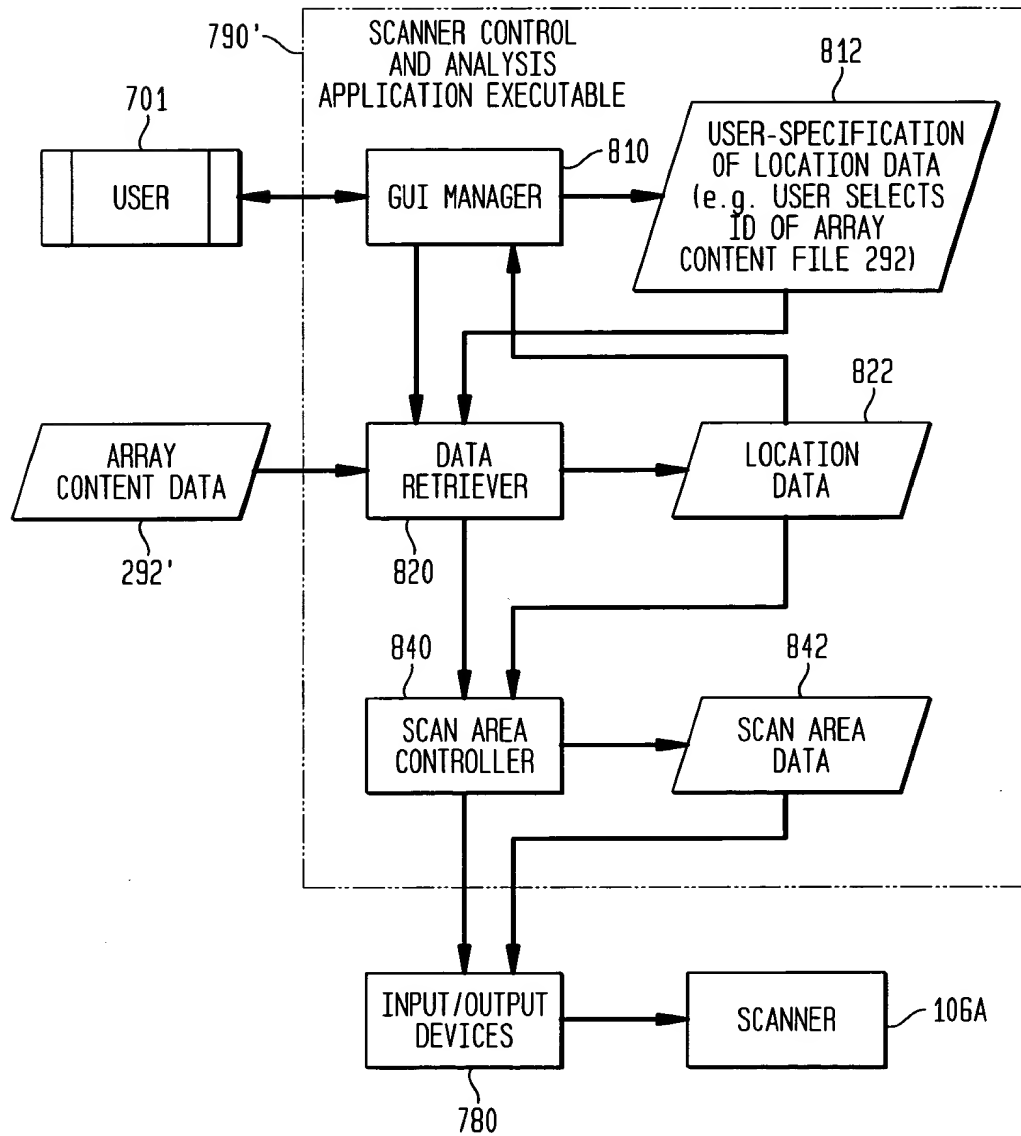 790'
SCANNER CONTROL
AND ANALYSIS
APPLICATION EXECUTABLE
812
701
USER
810
GUI MANAGER
USER-SPECIFICATION
OF LOCATION DATA
(e.g. USER SELECTS
ID OF ARRAY
CONTENT FILE 292)
822
ARRAY
CONTENT DATA
292'
DATA
RETRIEVER
820
LOCATION
DATA
840
SCAN AREA
CONTROLLER
842
SCAN AREA
DATA
INPUT/OUTPUT
DEVICES
780
SCANNER
106A